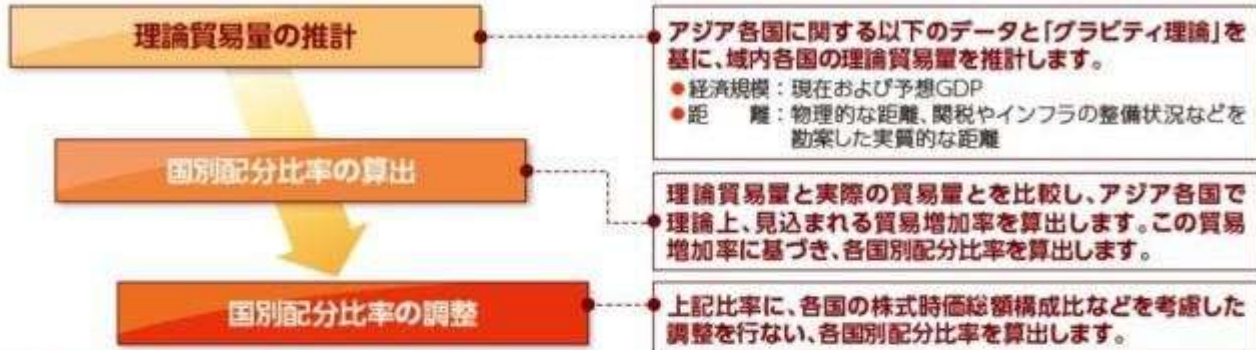 理論貿易量の推計
アジア各国に関する以下のデータと「グラビティ理論」を
基に、域内各国の理論貿易量を推計します。
●経済規模：現在および予想GDP
●距　　離：物理的な距離、関税やインフラの整備状況などを
勘案した実質的な距離
国別配分比率の算出
理論貿易量と実際の貿易量とを比較し、アジア各国で
理論上、見込まれる貿易増加率を算出します。この貿易
増加率に基づき、各国別配分比率を算出します。
国別配分比率の調整
上記比率に、各国の株式時価総額構成比などを考慮した
調整を行ない、各国別配分比率を算出します。